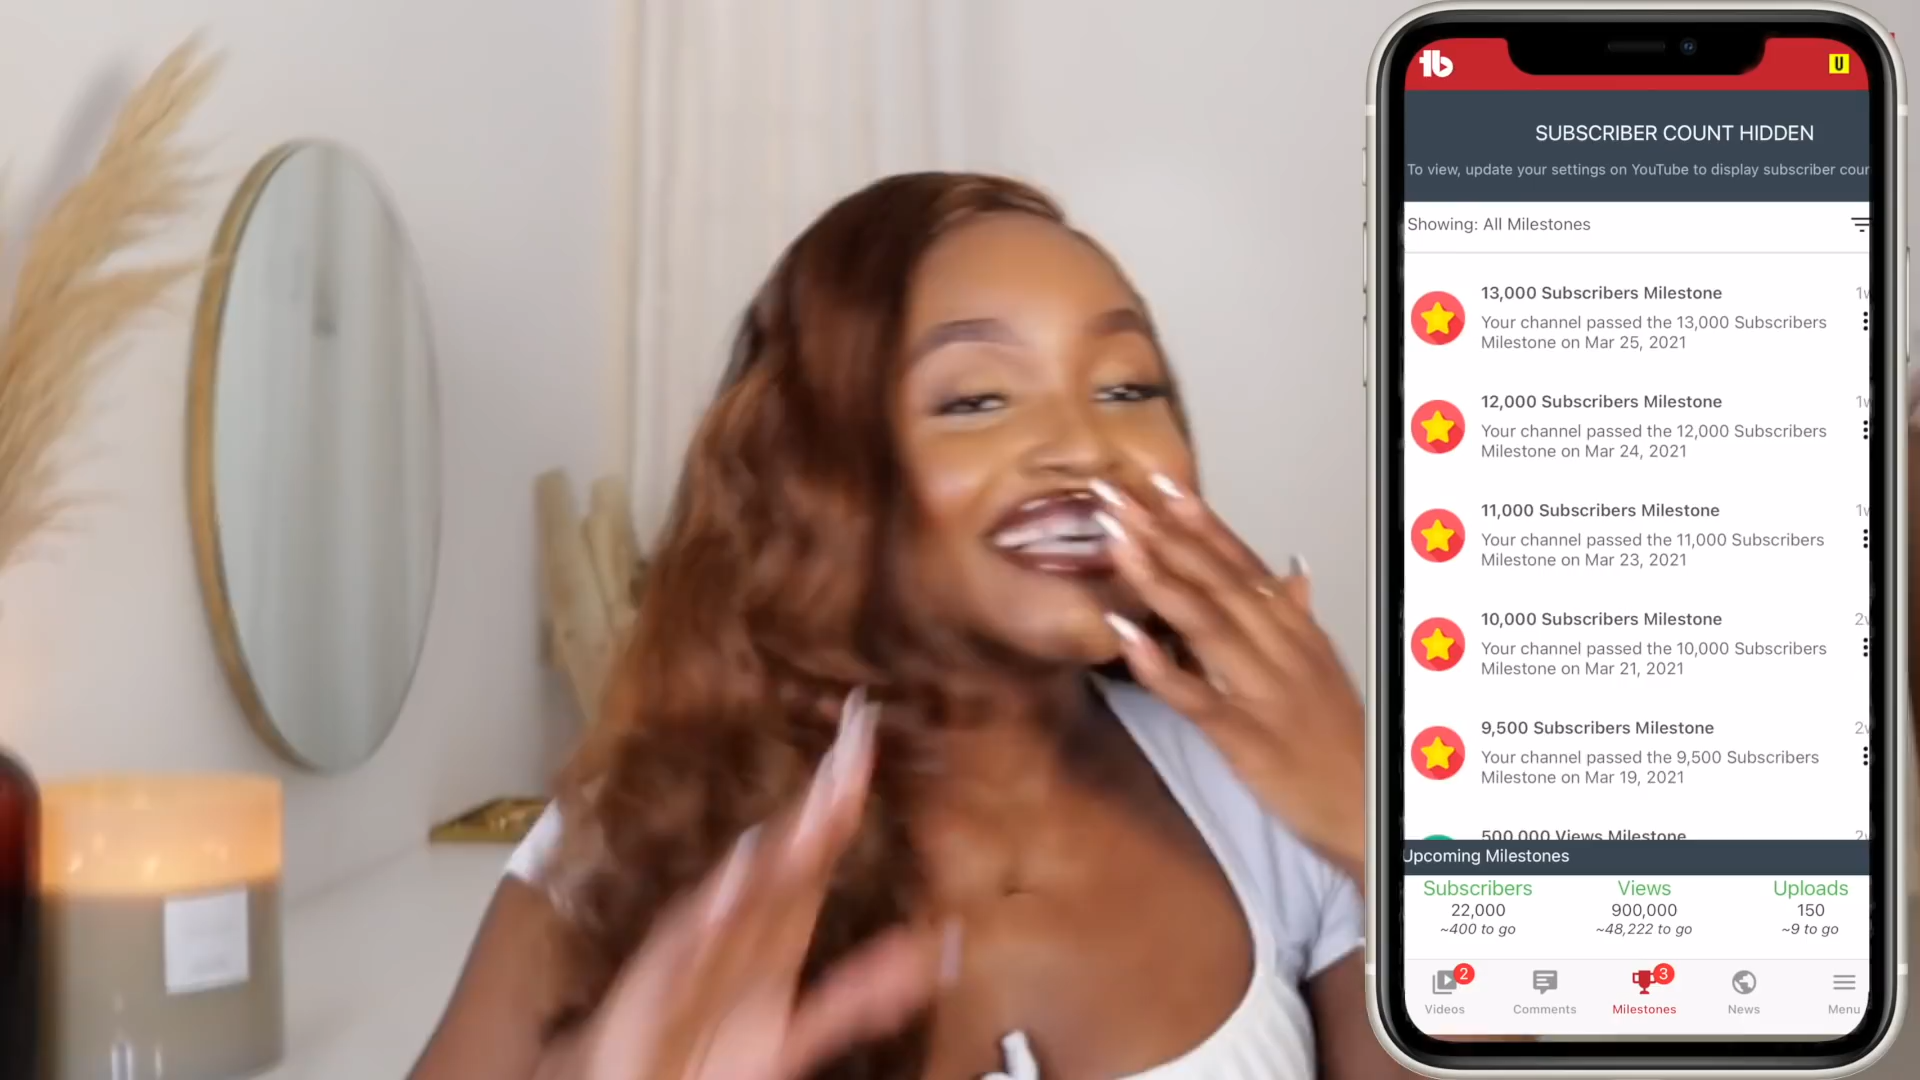 tb
U
SUBSCRIBER COUNT HIDDEN
To view, update your settings on YouTube to display subscriber
Showing: All Milestones
13,000 Subscribers Milestone
Your channel passed the 13,000 Subscribers
Milestone on Mar 25, 2021
12,000 Subscribers Milestone
Your channel passed the 12,000 Subscribers
Milestone on Mar 24, 2021
11,000 Subscribers Milestone
Your channel passed the 11,000 Subscribers
Milestone on Mar 23, 2021
10,000 Subscribers Milestone
Your channel passed the 10,000 Subscribers
Milestone on Mar 21, 2021
9,500 Subscribers Milestone
Your channel passed the 9,500 Subscribers
Milestone on Mar 19, 2021
500,000 Views Milestone
Upcoming Milestones
Subscribers Views Uploads
22,000 900,000 150
~400 to go ~48,222 to go ~9 to go
2 3
Videos Comments Milestones News Menu